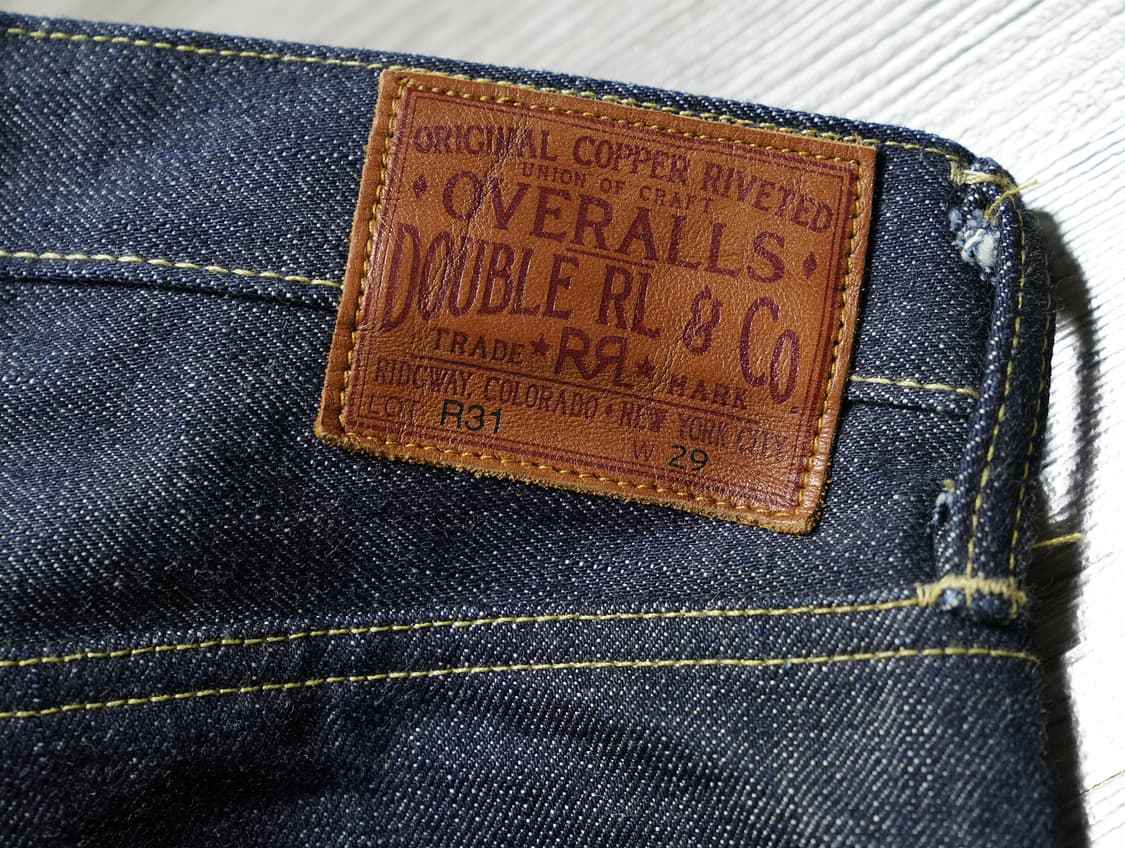 ORIGINAL COPPER RIVETED
UNION OF CRAFT
OVERALLS
DOUBLE RL & Co.
TRADE ★ RRL ★ MARK
RIDGWAY COLORADO • NEW YORK CITY
LOT R31 W 29